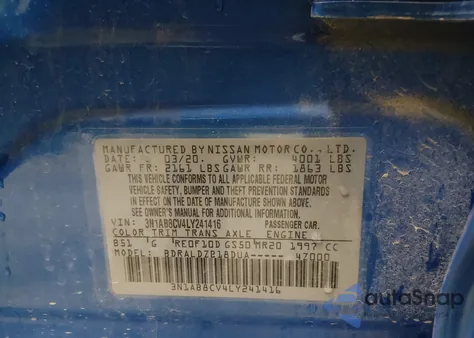 MANUFACTURED BY NISSAN MOTOR CO., LTD.
DATE: 03/20 GVWR: 4001 LBS
GAWR FR: 2161 LBS GAWR RR: 1863 LBS
THIS VEHICLE CONFORMS TO ALL APPLICABLE FEDERAL MOTOR
VEHICLE SAFETY, BUMPER AND THEFT PREVENTION STANDARDS
IN EFFECT ON THE DATE OF MANUFACTURE SHOWN ABOVE.
SEE OWNER'S MANUAL FOR ADDITIONAL INFORMATION.
VIN: 3N1AB8CV4LY241416 PASSENGER CAR.
COLOR TRIM TRANS AXLE ENGINE
B51 G RE0F10D GS50 MR20 1997 CC
MODEL: BDRALDZP18DUA----- 47000
3N1AB8CV4LY241416
autosnap